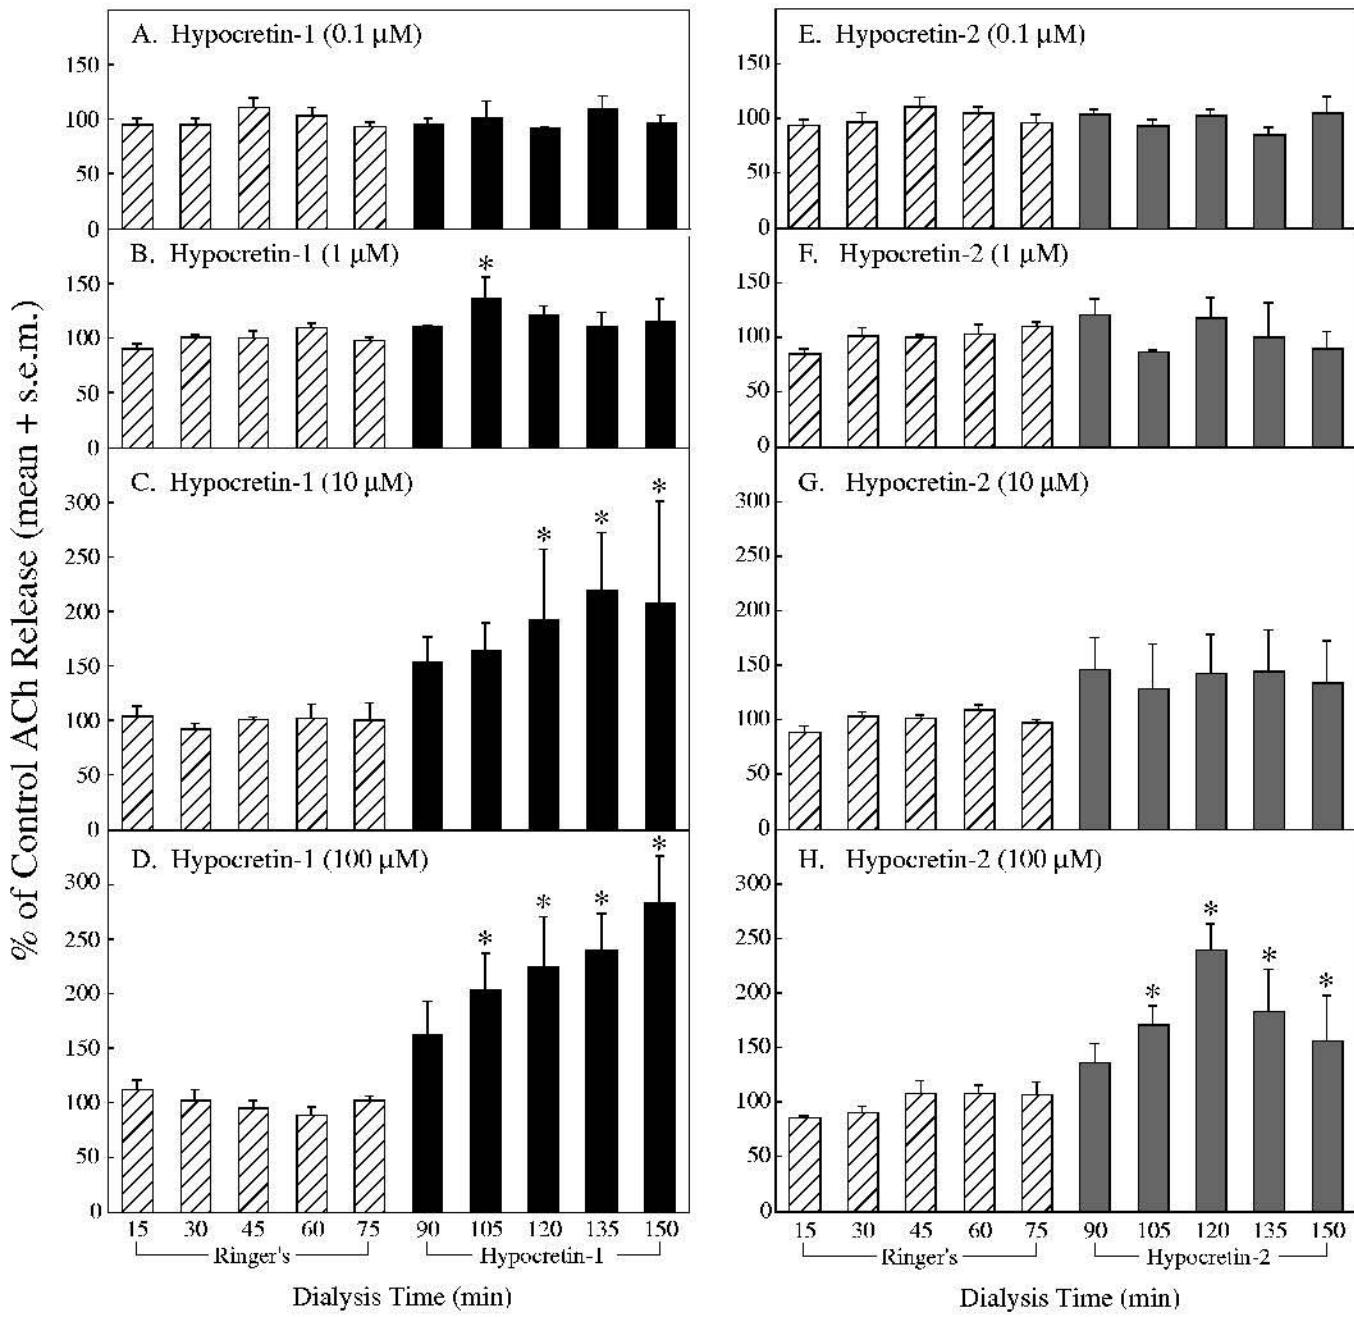 % of Control ACh Release (mean + s.e.m.)
A. Hypocretin-1 (0.1 µM)
150
100
50
0
B. Hypocretin-1 (1 µM)
*
150
100
50
0
C. Hypocretin-1 (10 µM)
* * *
300
250
200
150
100
50
0
D. Hypocretin-1 (100 µM)
* * * *
300
250
200
150
100
50
0
15 30 45 60 75 90 105 120 135 150
Ringer's Hypocretin-1
Dialysis Time (min)
E. Hypocretin-2 (0.1 µM)
150
100
50
0
F. Hypocretin-2 (1 µM)
150
100
50
0
G. Hypocretin-2 (10 µM)
300
250
200
150
100
50
0
H. Hypocretin-2 (100 µM)
* * * *
300
250
200
150
100
50
0
15 30 45 60 75 90 105 120 135 150
Ringer's Hypocretin-2
Dialysis Time (min)